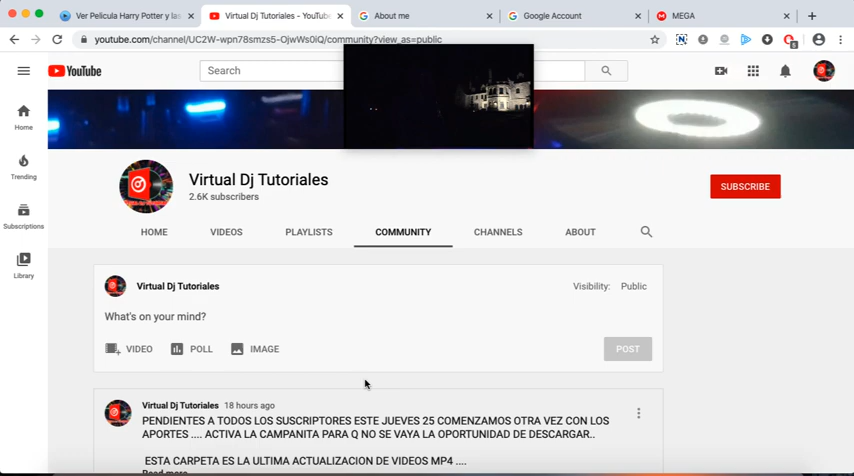 Ver Pelicula Harry Potter y las
Virtual Dj Tutoriales - YouTube
About me
Google Account
MEGA
youtube.com/channel/UC2W-wpn78smzs5-OjwWs0iQ/community?view_as=public
YouTube
Search
Home
Trending
Subscriptions
Library
Virtual Dj Tutoriales
2.6K subscribers
SUBSCRIBE
HOME VIDEOS PLAYLISTS COMMUNITY CHANNELS ABOUT
Virtual Dj Tutoriales
Visibility: Public
What's on your mind?
VIDEO POLL IMAGE POST
Virtual Dj Tutoriales 18 hours ago
PENDIENTES A TODOS LOS SUSCRIPTORES ESTE JUEVES 25 COMENZAMOS OTRA VEZ CON LOS
APORTES .... ACTIVA LA CAMPANITA PARA Q NO SE VAYA LA OPORTUNIDAD DE DESCARGAR..
ESTA CARPETA ES LA ULTIMA ACTUALIZACION DE VIDEOS MP4 ....
Read more